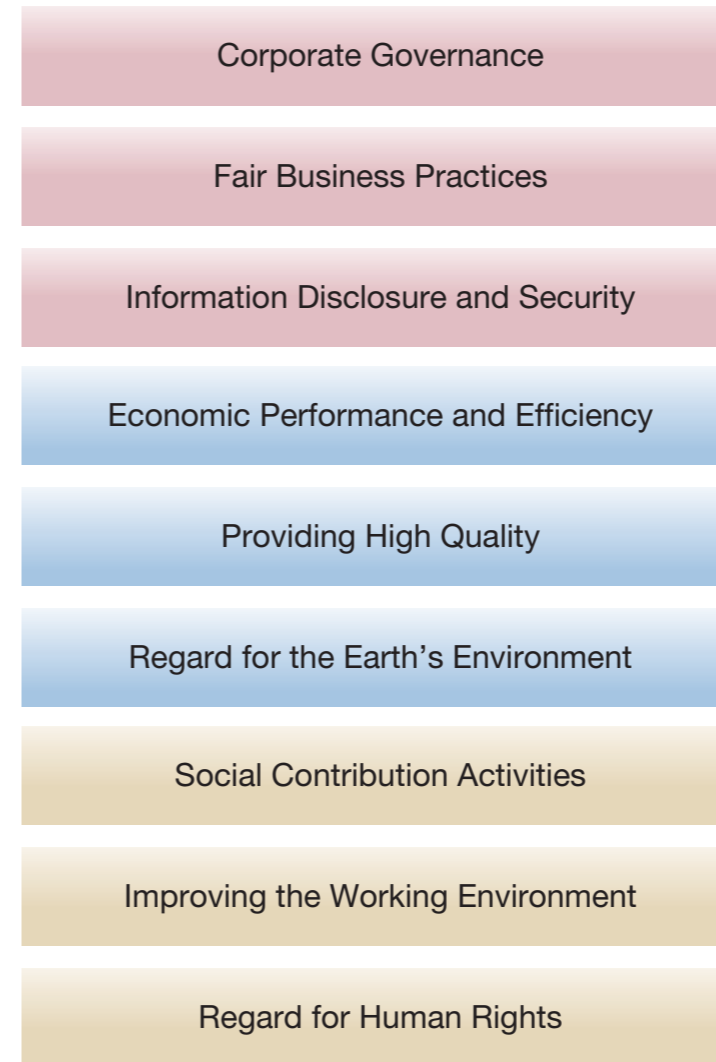 Corporate Governance
Fair Business Practices
Information Disclosure and Security
Economic Performance and Efficiency
Providing High Quality
Regard for the Earth’s Environment
Social Contribution Activities
Improving the Working Environment
Regard for Human Rights